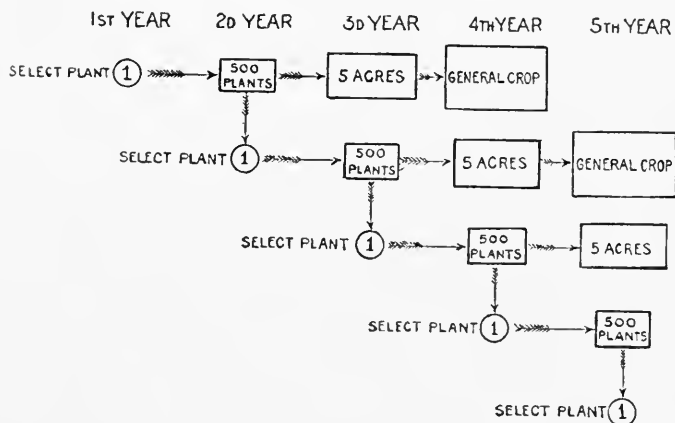 1ST YEAR 2D YEAR 3D YEAR 4TH YEAR 5TH YEAR
SELECT PLANT 1 500 PLANTS 5 ACRES GENERAL CROP
SELECT PLANT 1 500 PLANTS 5 ACRES GENERAL CROP
SELECT PLANT 1 500 PLANTS 5 ACRES
SELECT PLANT 1 500 PLANTS
SELECT PLANT 1